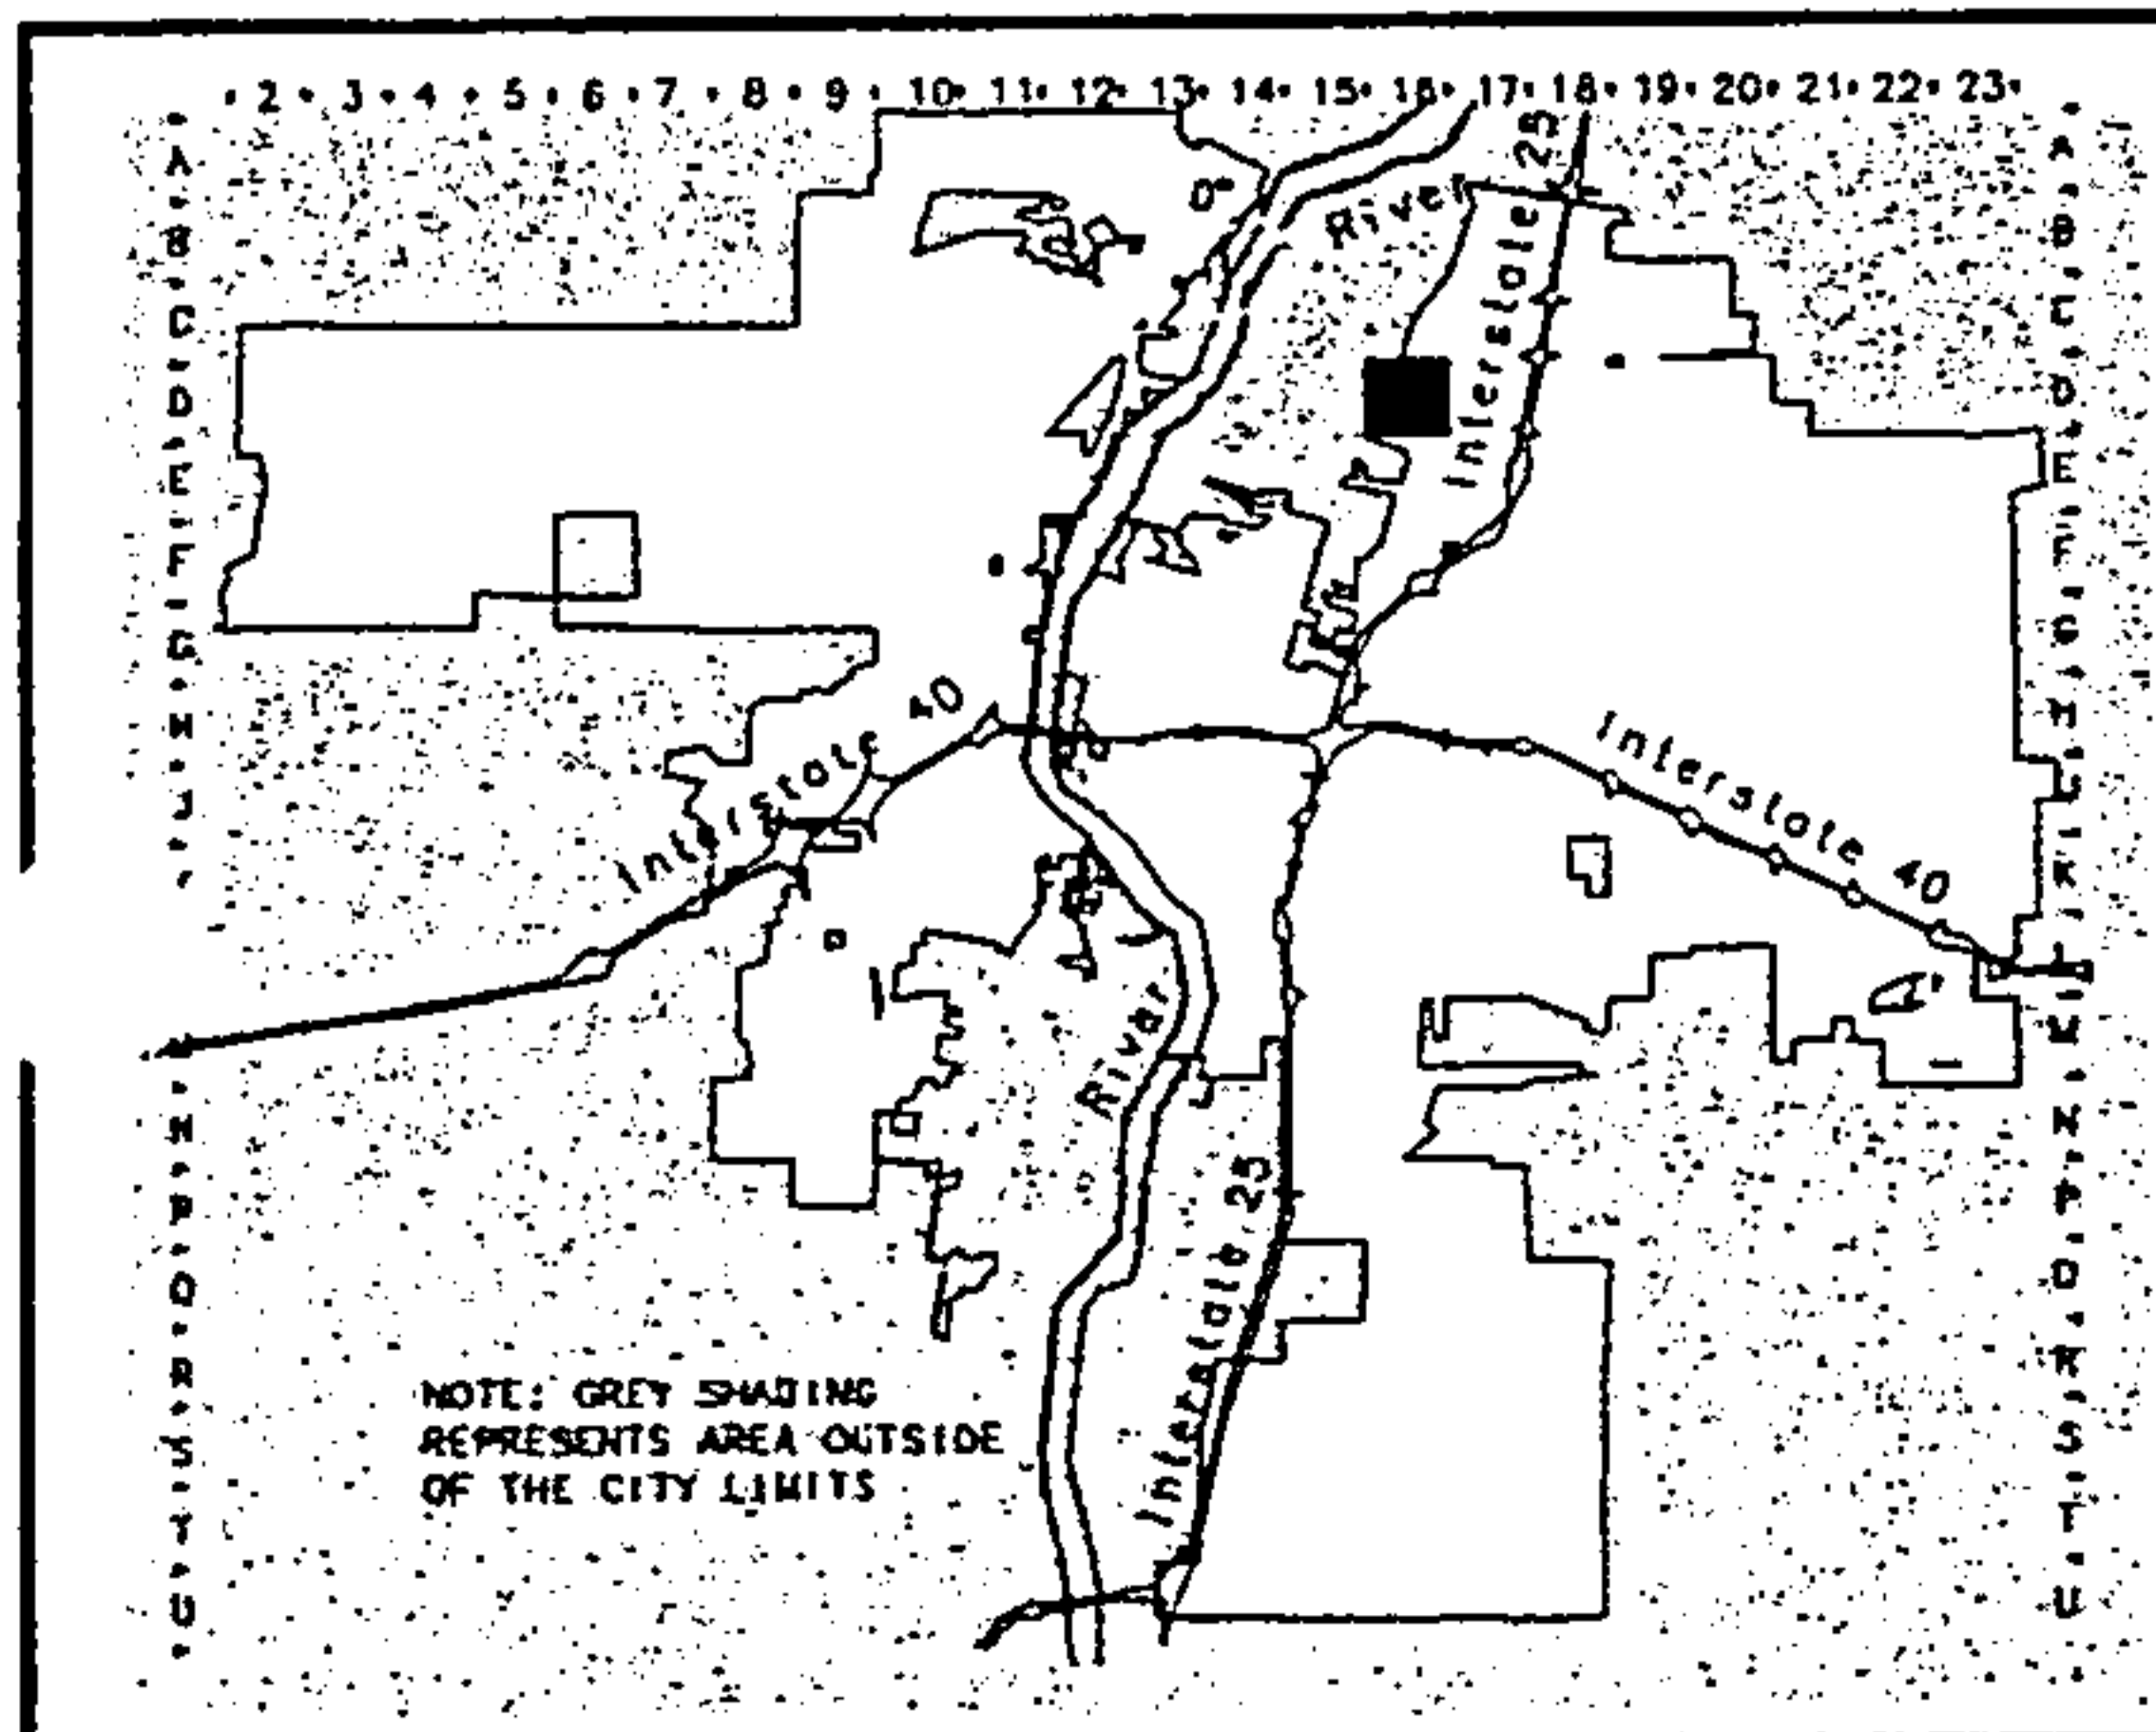 2 3 4 5 6 7 8 9 10 11 12 13 14 15 16 17 18 19 20 21 22 23
A
B
C
D
E
F
G
H
J
N
P
Q
R
S
T
U
River
Interstate 25
Interstate 40
Interstate 40
River
Interstate 25
Interstate
NOTE: GREY SHADING
REPRESENTS AREA OUTSIDE
OF THE CITY LIMITS
A
B
C
D
E
F
G
H
J
K
L
M
N
P
Q
R
S
T
U